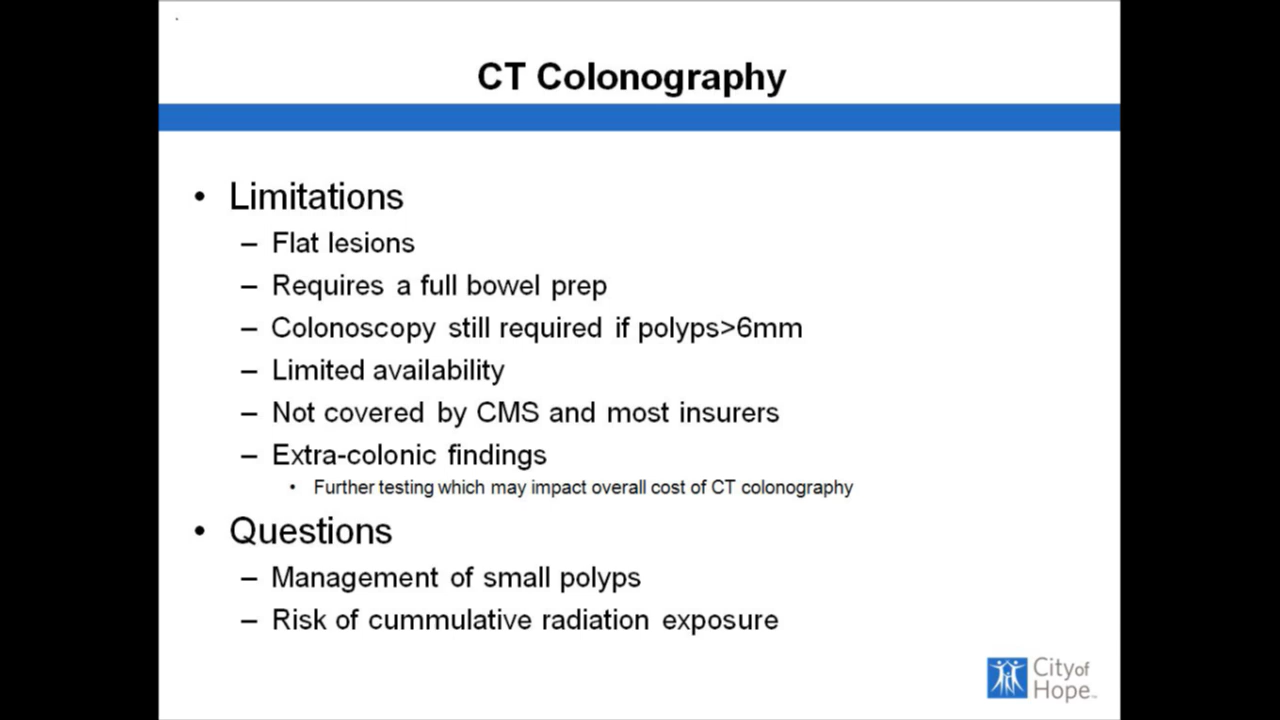 CT Colonography
• Limitations
– Flat lesions
– Requires a full bowel prep
– Colonoscopy still required if polyps>6mm
– Limited availability
– Not covered by CMS and most insurers
– Extra-colonic findings
• Further testing which may impact overall cost of CT colonography
• Questions
– Management of small polyps
– Risk of cummulative radiation exposure
City of
Hope™